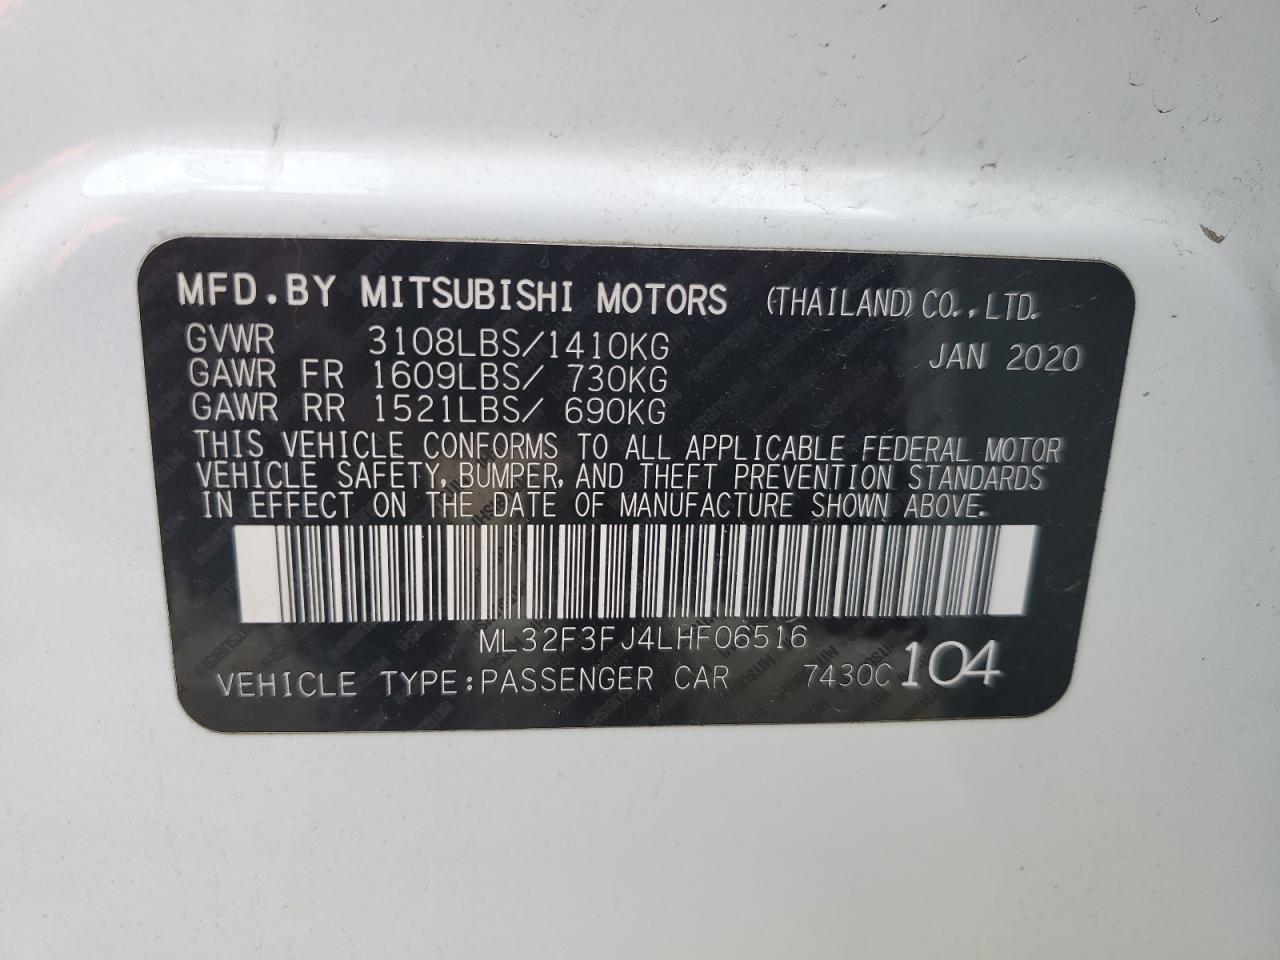 MFD.BY MITSUBISHI MOTORS (THAILAND) CO., LTD.
GVWR 3108LBS/1410KG JAN 2020
GAWR FR 1609LBS/ 730KG
GAWR RR 1521LBS/ 690KG
THIS VEHICLE CONFORMS TO ALL APPLICABLE FEDERAL MOTOR
VEHICLE SAFETY, BUMPER, AND THEFT PREVENTION STANDARDS
IN EFFECT ON THE DATE OF MANUFACTURE SHOWN ABOVE.
ML32F3FJ4LHF06516
VEHICLE TYPE:PASSENGER CAR 7430C 104